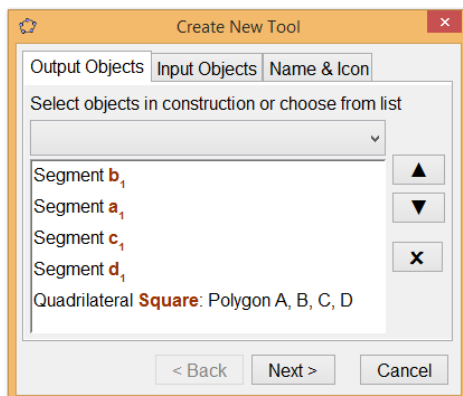 Create New Tool ×
Output Objects Input Objects Name & Icon
Select objects in construction or choose from list
Segment b₁
▲
Segment a₁
▼
Segment c₁
x
Segment d₁
Quadrilateral Square: Polygon A, B, C, D
< Back Next > Cancel